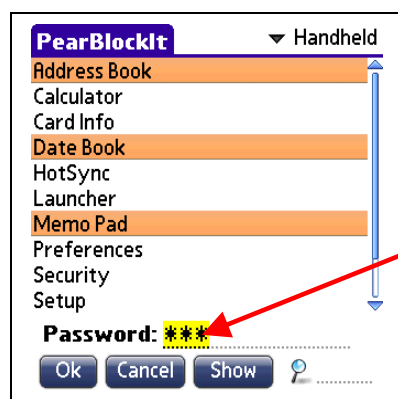 PearBlockIt Handheld
Address Book
Calculator
Card Info
Date Book
HotSync
Launcher
Memo Pad
Preferences
Security
Setup
Password: ***
Ok Cancel Show